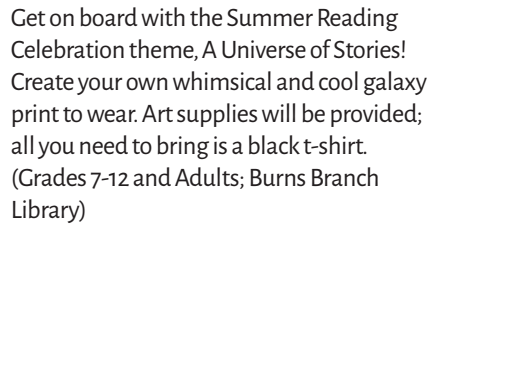 Get on board with the Summer Reading
Celebration theme, A Universe of Stories!
Create your own whimsical and cool galaxy
print to wear. Art supplies will be provided;
all you need to bring is a black t-shirt.
(Grades 7-12 and Adults; Burns Branch
Library)